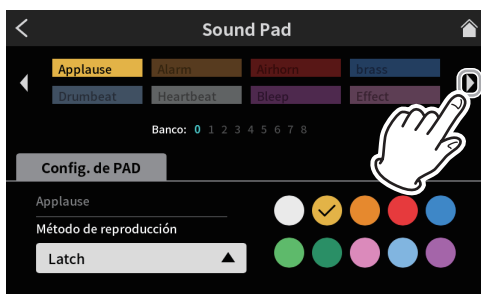 Sound Pad
Applause Alarm Airhorn brass
Drumbeat Heartbeat Bleep Effect
Banco: 0 1 2 3 4 5 6 7 8
Config. de PAD
Applause
Método de reproducción
Latch